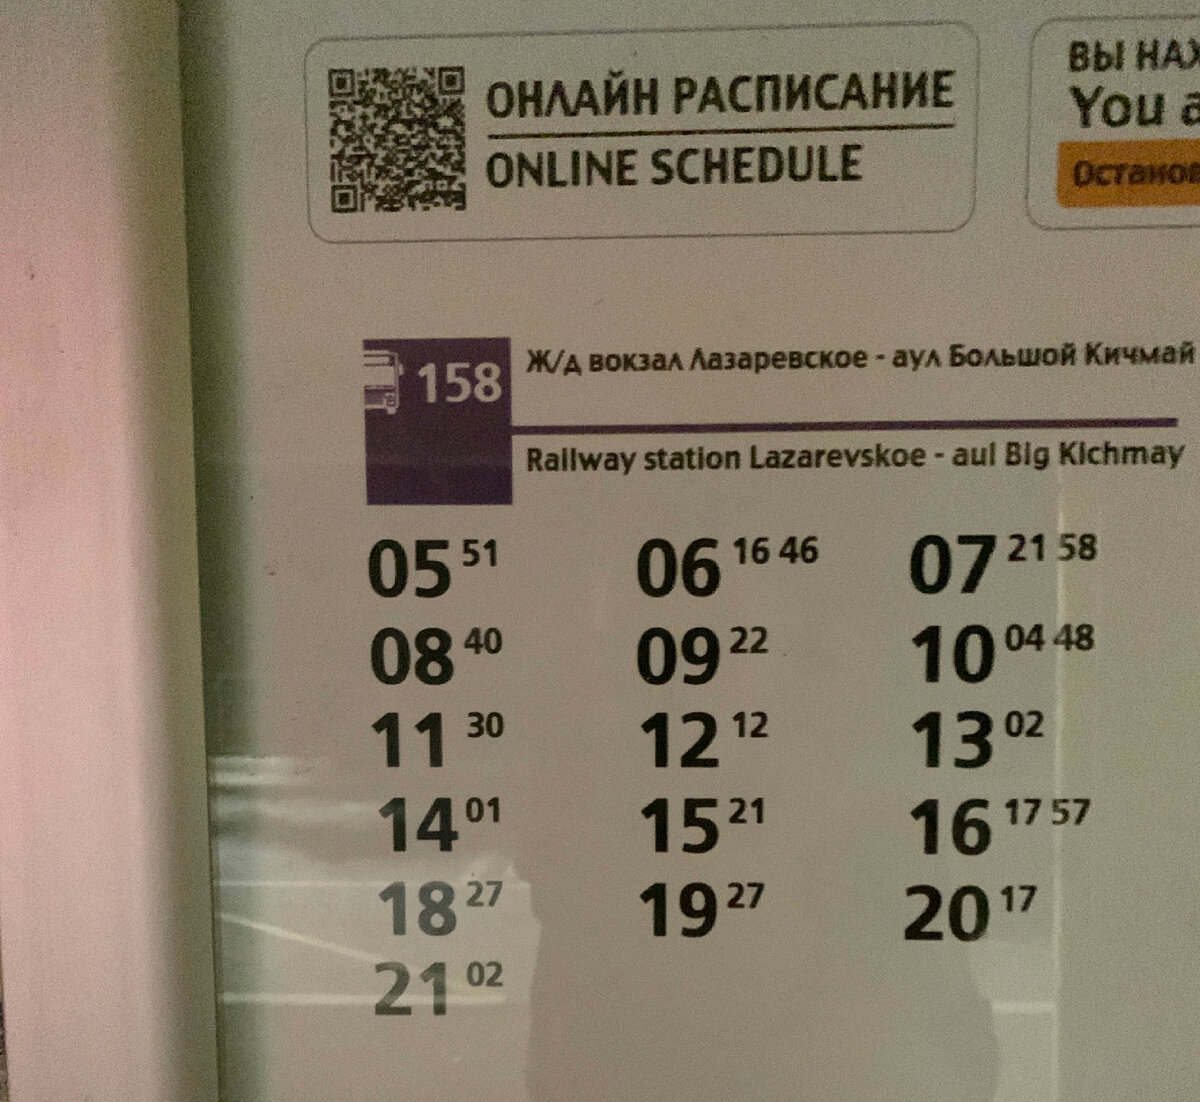 ОНЛАЙН РАСПИСАНИЕ
ONLINE SCHEDULE
ВЫ
You
158
Ж/д вокзал Лазаревское - аул Большой Кичмай
Railway station Lazarevskoe - aul Big Kichmay
05 51 06 16 46 07 21 58
08 40 09 22 10 04 48
11 30 12 12 13 02
14 01 15 21 16 17 57
18 27 19 27 20 17
21 02